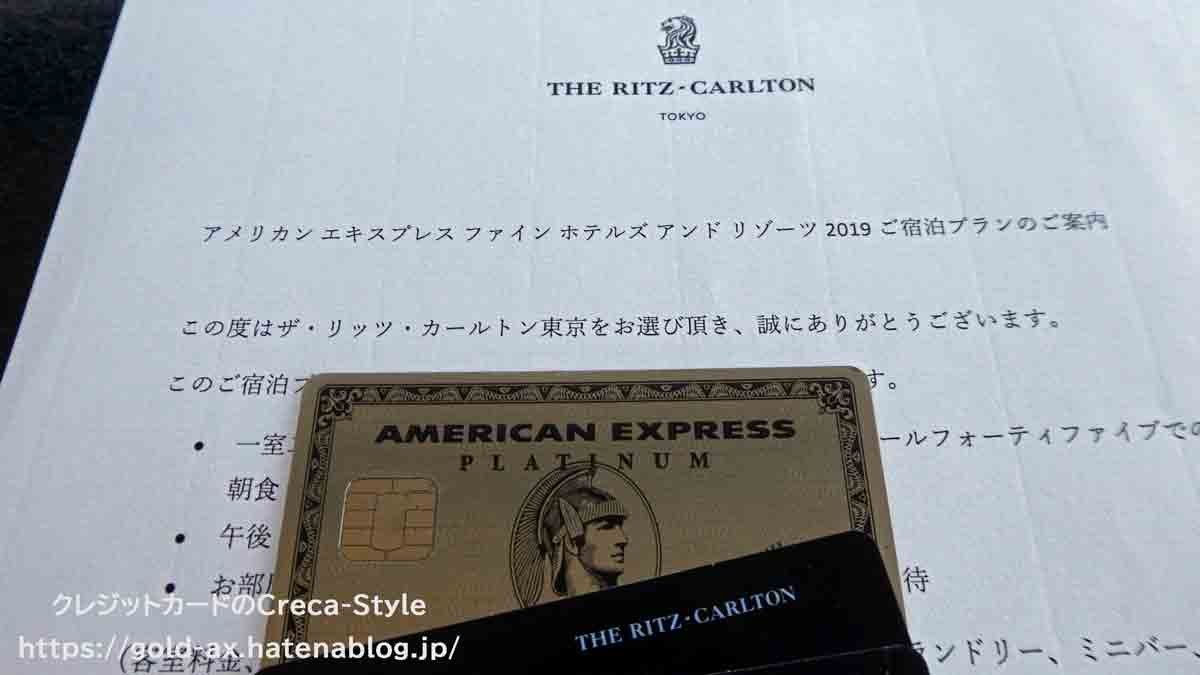 THE RITZ-CARLTON
TOKYO
アメリカン エキスプレス ファイン ホテルズ アンド リゾーツ 2019 ご宿泊プランのご案内
この度はザ・リッツ・カールトン東京をお選び頂き、誠にありがとうございます。
このご宿泊プ す。
• 一室 ールフォーティファイブでの
朝食
• 午後
• お部 待
AMERICAN EXPRESS
PLATINUM
THE RITZ-CARLTON
(各室料金、 ランドリー、ミニバー、
クレジットカードのCreca-Style
https://gold-ax.hatenablog.jp/